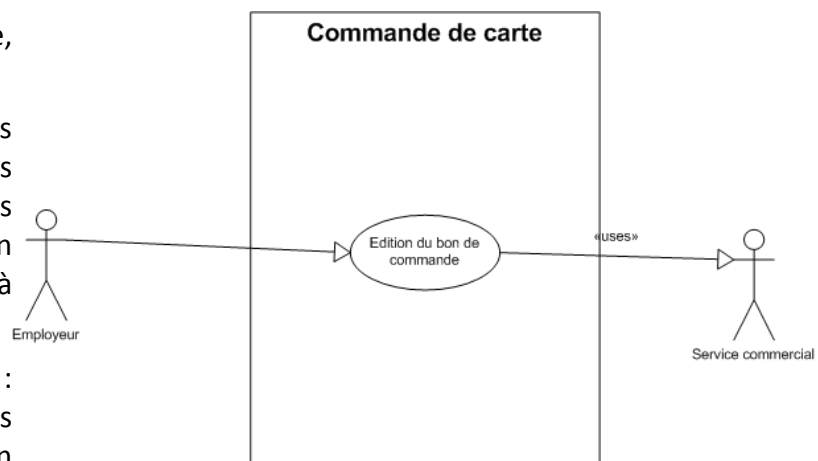 e,
Commande de carte
s
s
s
n
à
Edition du bon de
commande
«uses»
Employeur
Service commercial
:
s
n